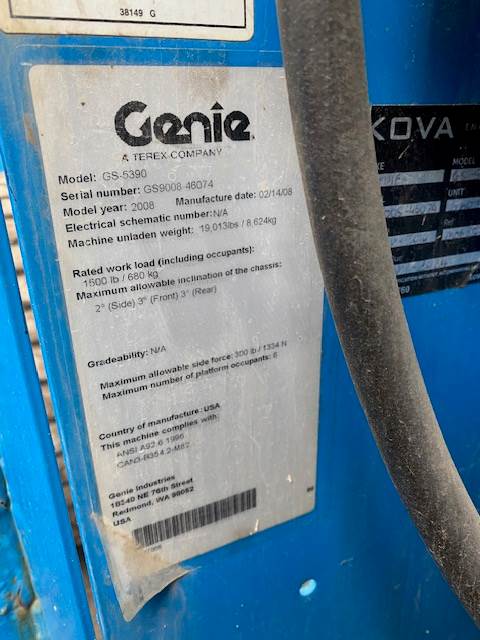 38149 G
Genie
A TEREX COMPANY
Model: GS-5390
Serial number: GS9008-46074
Model year: 2008 Manufacture date: 02/14/08
Electrical schematic number: N/A
Machine unladen weight: 19,013lbs / 8,624kg
Rated work load (including occupants):
1500 lb / 680 kg
Maximum allowable inclination of the chassis:
2° (Side) 3° (Front) 3° (Rear)
Gradeability: N/A
Maximum allowable side force: 300 lb / 1334 N
Maximum number of platform occupants: 6
Country of manufacture: USA
This machine complies with:
ANSI A92.6 1996
CAN3-B354.2-M82
Genie Industries
18340 NE 76th Street
Redmond, WA 98052
USA
KOVA
MODEL
UNIT
46074